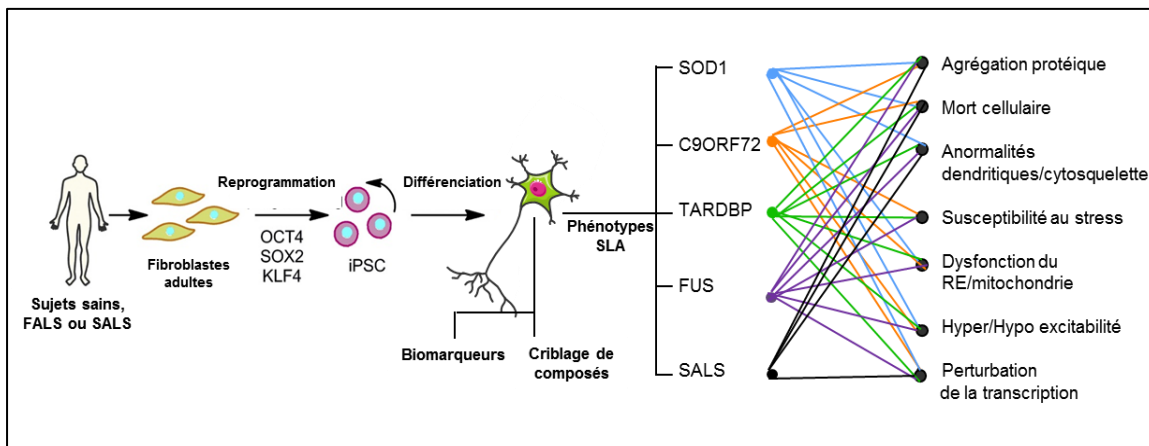 Sujets sains,
FALS ou SALS
Fibroblastes
adultes
Reprogrammation
OCT4
SOX2
KLF4
iPSC
Différenciation
Biomarqueurs
Criblage de
composés
Phénotypes
SLA
SOD1
C9ORF72
TARDBP
FUS
SALS
Agrégation protéique
Mort cellulaire
Anormalités
dendritiques/cytosquelette
Susceptibilité au stress
Dysfonction du
RE/mitochondrie
Hyper/Hypo excitabilité
Perturbation
de la transcription